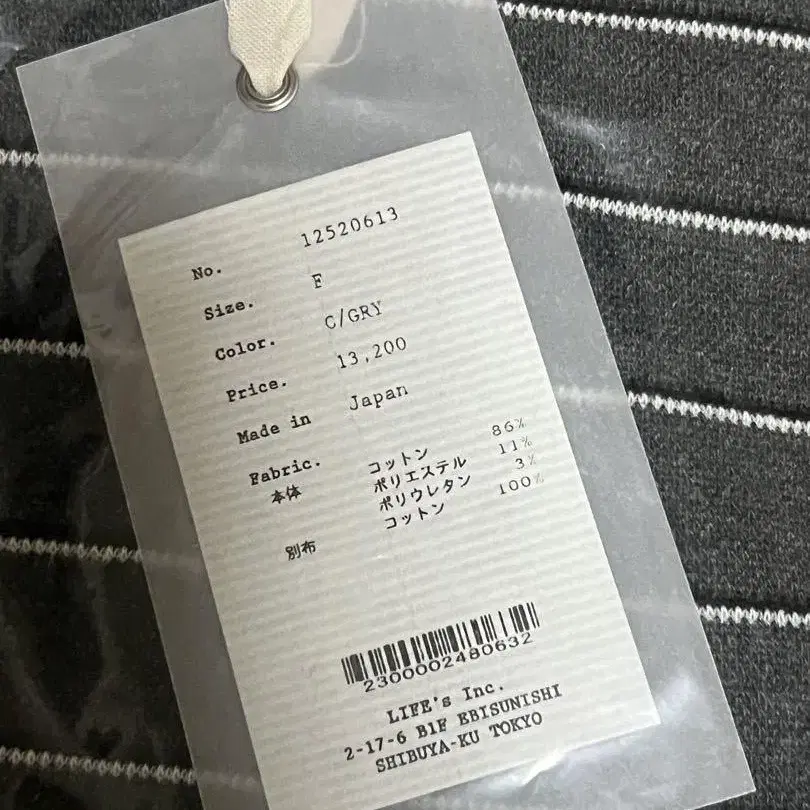 No. 12520613
Size. F
Color. C/GRY
Price. 13,200
Made in Japan
Fabric.
本体 コットン 86%
ポリエステル 11%
ポリウレタン 3%
別布 コットン 100%
2300002480632
LIFE's Inc.
2-17-6 B1F EBISUNISHI
SHIBUYA-KU TOKYO